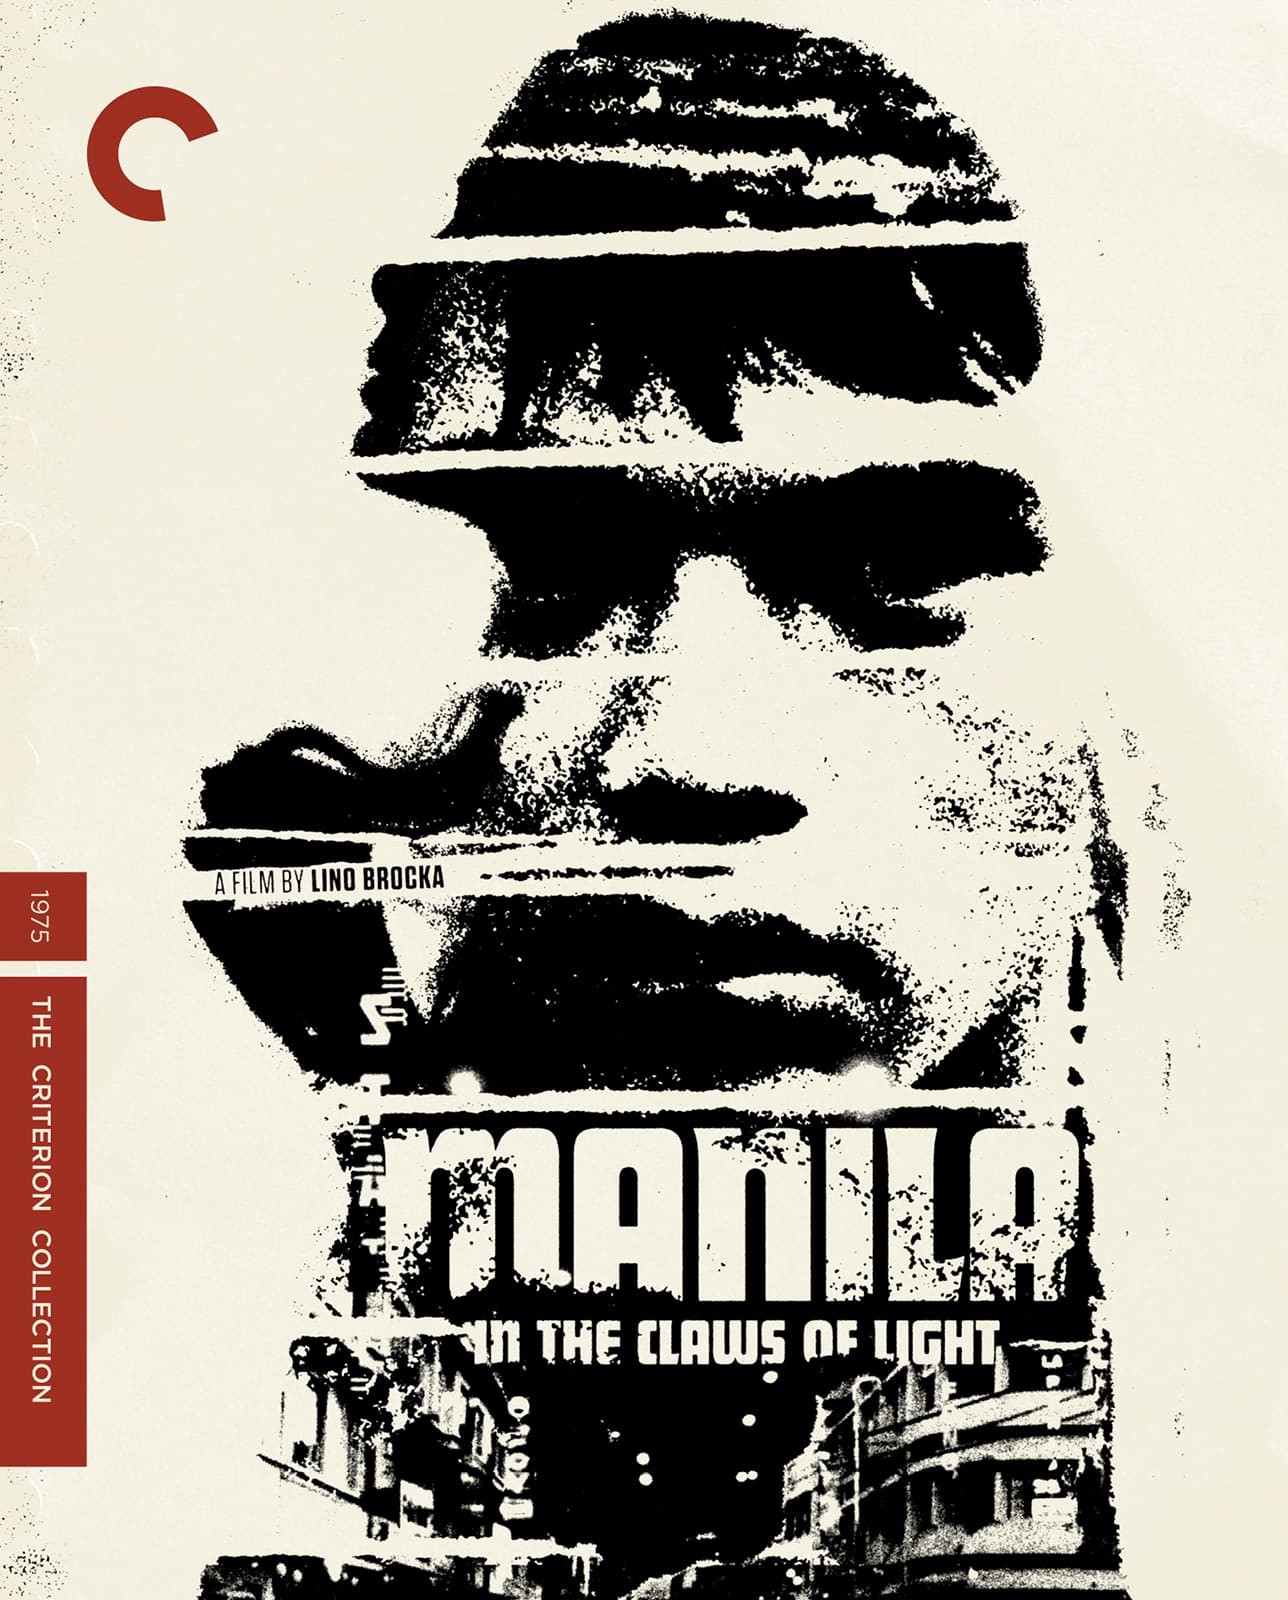 A FILM BY LINO BROCKA
1975
THE CRITERION COLLECTION
MANILA
IN THE CLAWS OF LIGHT